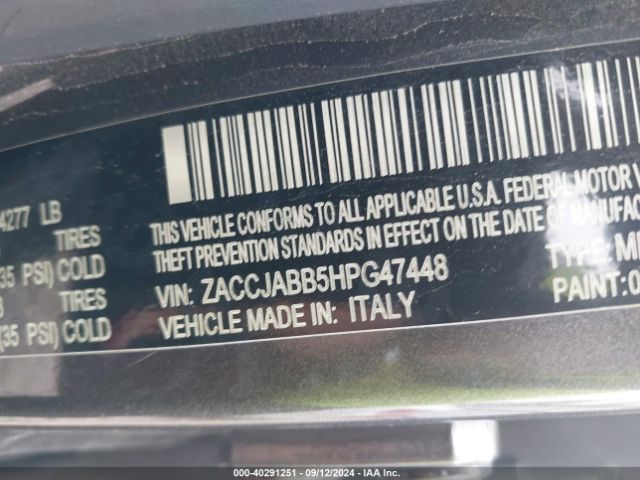 4277 LB
TIRES
(35 PSI) COLD
TIRES
(35 PSI) COLD
THIS VEHICLE CONFORMS TO ALL APPLICABLE U.S.A. FEDERAL MOTOR
THEFT PREVENTION STANDARDS IN EFFECT ON THE DATE OF
VIN: ZACCJABB5HPG47448
TYPE:
VEHICLE MADE IN: ITALY
PAINT:
000-40291251 - 09/12/2024 - IAAI.COM